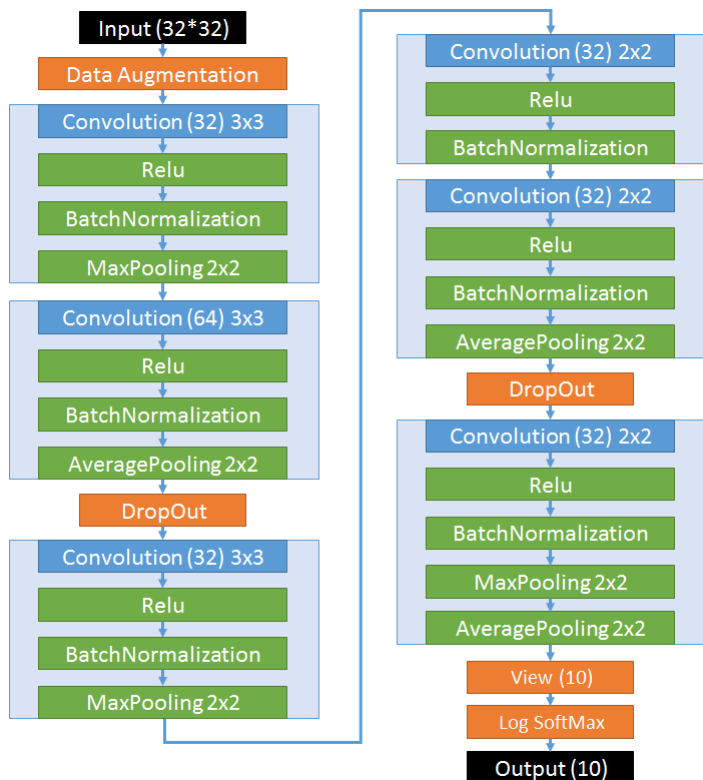 Input (32*32)
Data Augmentation
Convolution (32) 3x3
Relu
BatchNormalization
MaxPooling 2x2
Convolution (64) 3x3
Relu
BatchNormalization
AveragePooling 2x2
DropOut
Convolution (32) 3x3
Relu
BatchNormalization
MaxPooling 2x2
Convolution (32) 2x2
Relu
BatchNormalization
Convolution (32) 2x2
Relu
BatchNormalization
AveragePooling 2x2
DropOut
Convolution (32) 2x2
Relu
BatchNormalization
MaxPooling 2x2
AveragePooling 2x2
View (10)
Log SoftMax
Output (10)